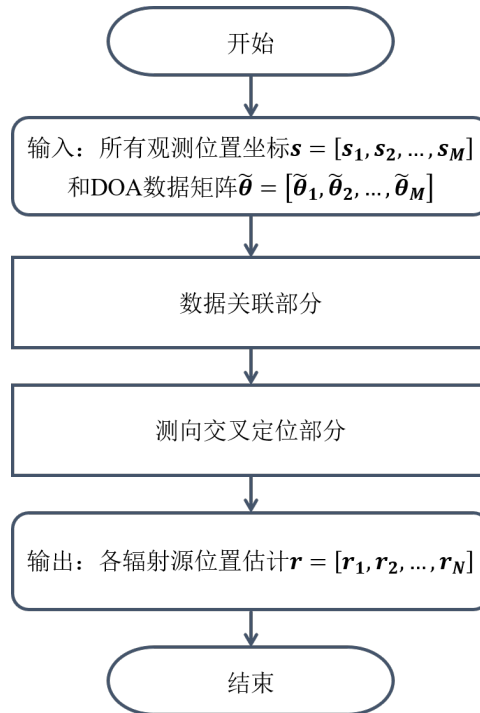 开始
输入：所有观测位置坐标s = [s₁, s₂, …, s_M]
和DOA数据矩阵θ̃ = [θ̃₁, θ̃₂, …, θ̃_M]
数据关联部分
测向交叉定位部分
输出：各辐射源位置估计r = [r₁, r₂, …, r_N]
结束